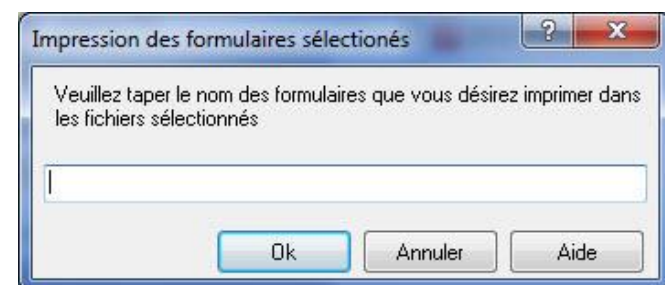 Impression des formulaires sélectionés
Veuillez taper le nom des formulaires que vous désirez imprimer dans
les fichiers sélectionnés
Ok Annuler Aide